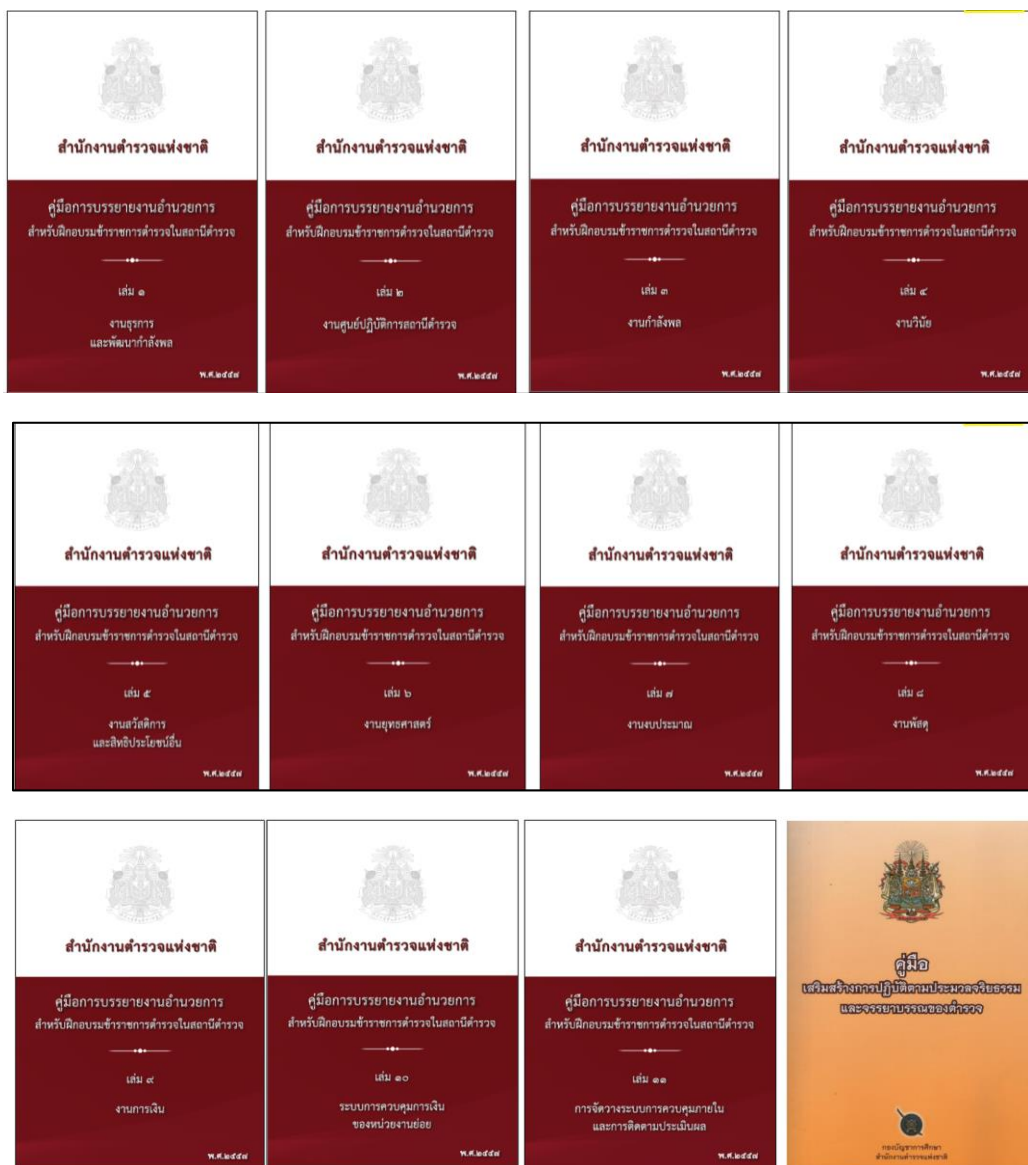 สำนักงานตำรวจแห่งชาติ
คู่มือการบรรยายงานอำนวยการ
สำหรับฝึกอบรมข้าราชการตำรวจในสถานีตำรวจ
เล่ม ๑
งานธุรการ
และพัฒนากำลังพล
พ.ศ.๒๕๕๗
สำนักงานตำรวจแห่งชาติ
คู่มือการบรรยายงานอำนวยการ
สำหรับฝึกอบรมข้าราชการตำรวจในสถานีตำรวจ
เล่ม ๒
งานศูนย์ปฏิบัติการสถานีตำรวจ
พ.ศ.๒๕๕๗
สำนักงานตำรวจแห่งชาติ
คู่มือการบรรยายงานอำนวยการ
สำหรับฝึกอบรมข้าราชการตำรวจในสถานีตำรวจ
เล่ม ๓
งานกำลังพล
พ.ศ.๒๕๕๗
สำนักงานตำรวจแห่งชาติ
คู่มือการบรรยายงานอำนวยการ
สำหรับฝึกอบรมข้าราชการตำรวจในสถานีตำรวจ
เล่ม ๔
งานวินัย
พ.ศ.๒๕๕๗
สำนักงานตำรวจแห่งชาติ
คู่มือการบรรยายงานอำนวยการ
สำหรับฝึกอบรมข้าราชการตำรวจในสถานีตำรวจ
เล่ม ๕
งานสวัสดิการ
และสิทธิประโยชน์อื่น
พ.ศ.๒๕๕๗
สำนักงานตำรวจแห่งชาติ
คู่มือการบรรยายงานอำนวยการ
สำหรับฝึกอบรมข้าราชการตำรวจในสถานีตำรวจ
เล่ม ๖
งานยุทธศาสตร์
พ.ศ.๒๕๕๗
สำนักงานตำรวจแห่งชาติ
คู่มือการบรรยายงานอำนวยการ
สำหรับฝึกอบรมข้าราชการตำรวจในสถานีตำรวจ
เล่ม ๗
งานงบประมาณ
พ.ศ.๒๕๕๗
สำนักงานตำรวจแห่งชาติ
คู่มือการบรรยายงานอำนวยการ
สำหรับฝึกอบรมข้าราชการตำรวจในสถานีตำรวจ
เล่ม ๘
งานพัสดุ
พ.ศ.๒๕๕๗
สำนักงานตำรวจแห่งชาติ
คู่มือการบรรยายงานอำนวยการ
สำหรับฝึกอบรมข้าราชการตำรวจในสถานีตำรวจ
เล่ม ๙
งานการเงิน
พ.ศ.๒๕๕๗
สำนักงานตำรวจแห่งชาติ
คู่มือการบรรยายงานอำนวยการ
สำหรับฝึกอบรมข้าราชการตำรวจในสถานีตำรวจ
เล่ม ๑๐
ระบบการควบคุมการเงิน
ของหน่วยงานย่อย
พ.ศ.๒๕๕๗
สำนักงานตำรวจแห่งชาติ
คู่มือการบรรยายงานอำนวยการ
สำหรับฝึกอบรมข้าราชการตำรวจในสถานีตำรวจ
เล่ม ๑๑
การจัดวางระบบการควบคุมภายใน
และการติดตามประเมินผล
พ.ศ.๒๕๕๗
คู่มือ
เสริมสร้างการปฏิบัติตามประมวลจริยธรรม
และจรรยาบรรณของตำรวจ
กองบัญชาการศึกษา
สำนักงานตำรวจแห่งชาติ